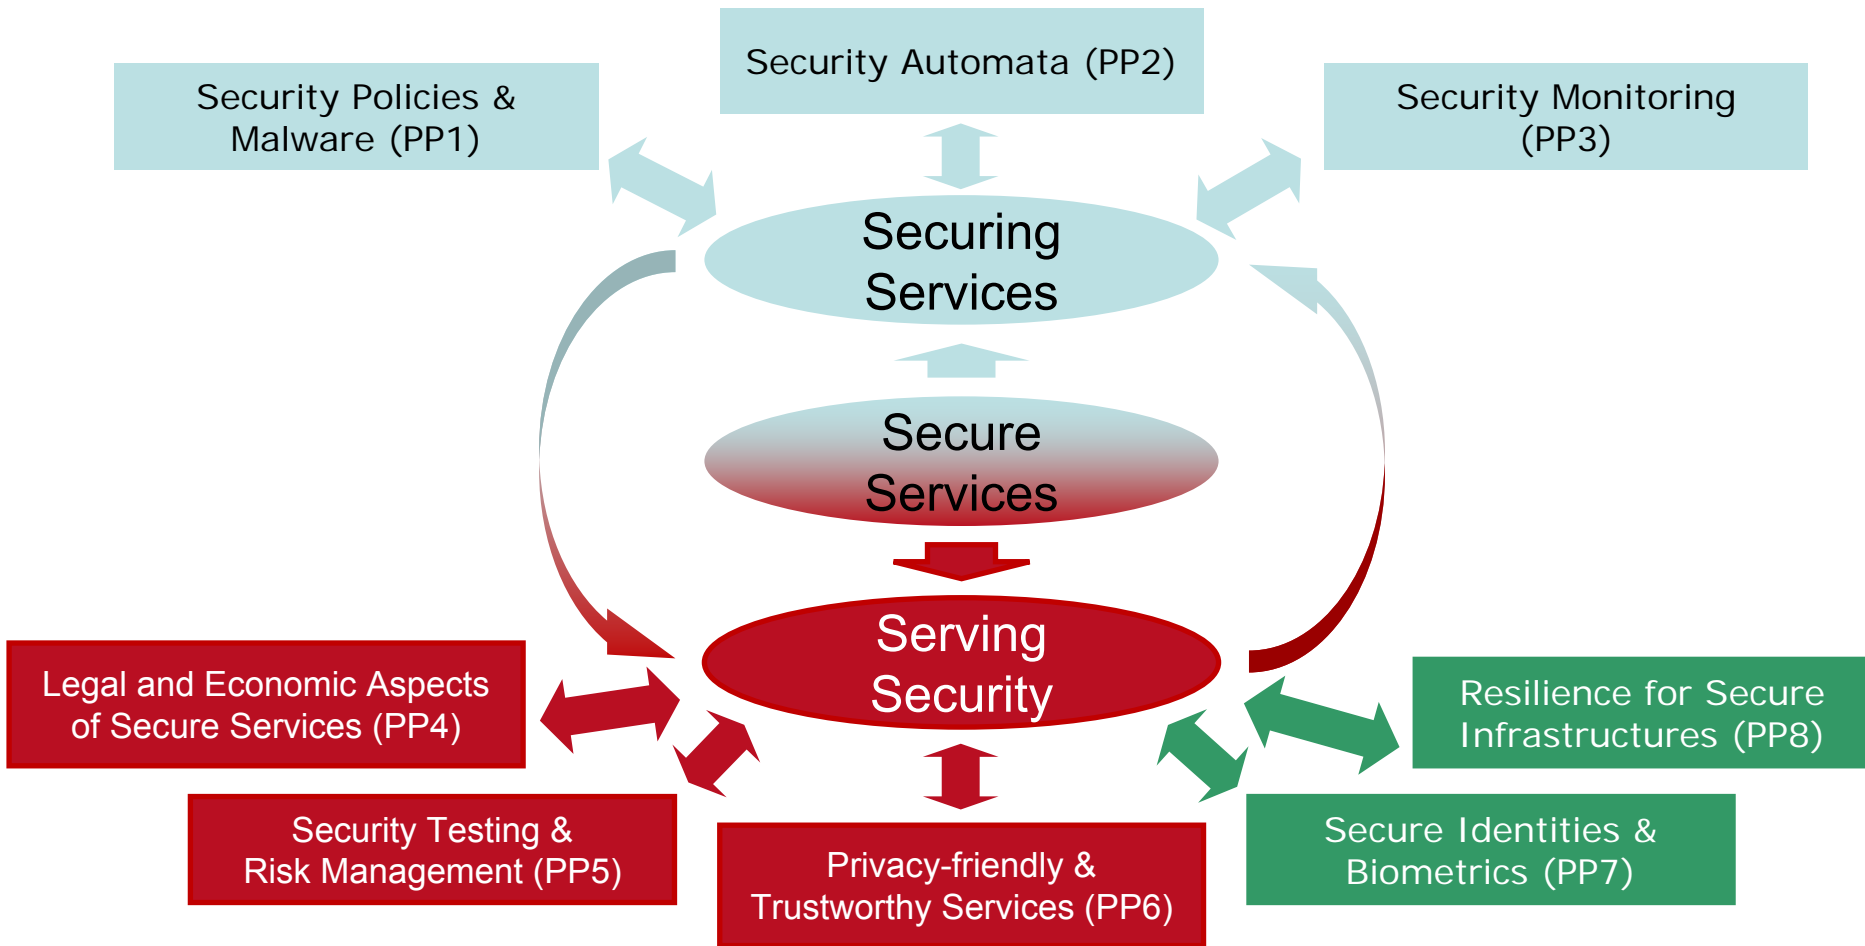 Security Automata (PP2)
Security Policies &
Malware (PP1)
Security Monitoring
(PP3)
Securing
Services
Secure
Services
Serving
Security
Legal and Economic Aspects
of Secure Services (PP4)
Resilience for Secure
Infrastructures (PP8)
Security Testing &
Risk Management (PP5)
Privacy-friendly &
Trustworthy Services (PP6)
Secure Identities &
Biometrics (PP7)